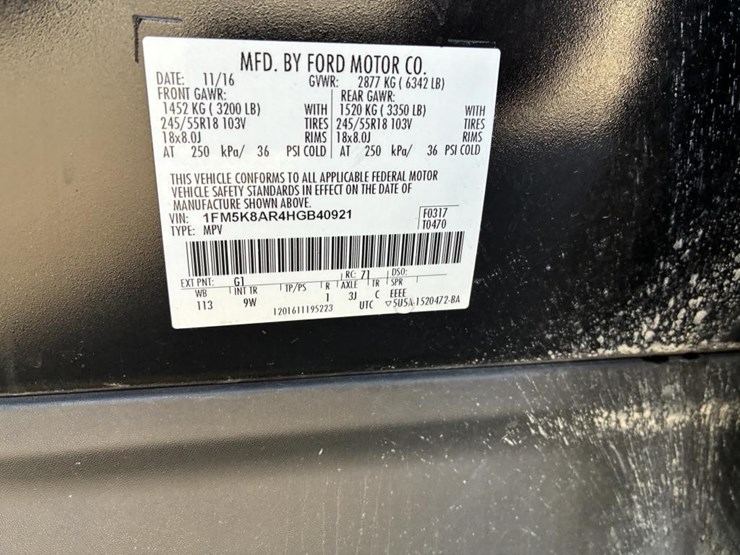 MFD. BY FORD MOTOR CO.
DATE: 11/16 GVWR: 2877 KG ( 6342 LB)
FRONT GAWR: REAR GAWR:
1452 KG ( 3200 LB) WITH 1520 KG ( 3350 LB) WITH
245/55R18 103V TIRES 245/55R18 103V TIRES
18x8.0J RIMS 18x8.0J RIMS
AT 250 kPa/ 36 PSI COLD AT 250 kPa/ 36 PSI COLD
THIS VEHICLE CONFORMS TO ALL APPLICABLE FEDERAL MOTOR
VEHICLE SAFETY STANDARDS IN EFFECT ON THE DATE OF
MANUFACTURE SHOWN ABOVE.
VIN: 1FM5K8AR4HGB40921 F0317
TYPE: MPV T0470
EXT PNT: G1 RC: 71 DSO:
WB INT TR TP/PS R AXLE TR SPR
113 9W 1 3J C EEEE
1201611195223 UTC ▽5U5A-1520472-BA